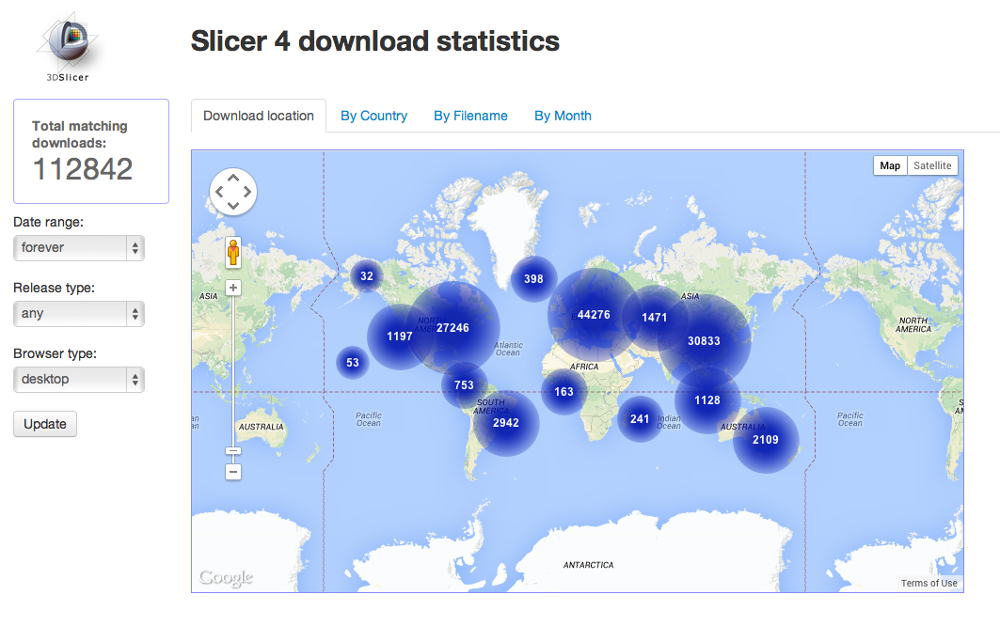 3DSlicer
Slicer 4 download statistics
Total matching
downloads:
112842
Date range:
forever
Release type:
any
Browser type:
desktop
Update
Download location
By Country
By Filename
By Month
Map
Satellite
32
398
ASIA
44276
1471
ASIA
1197
27246
NORTH
AMERICA
30833
NORTH
AMERICA
Atlantic
Ocean
53
AFRICA
753
163
1128
SOUTH
AMERICA
2942
241
Indian
Ocean
Pacific
Ocean
Pacific
Ocean
AUSTRALIA
AUSTRALIA
2109
an
n
S
AM
ANTARCTICA
Google
Terms of Use